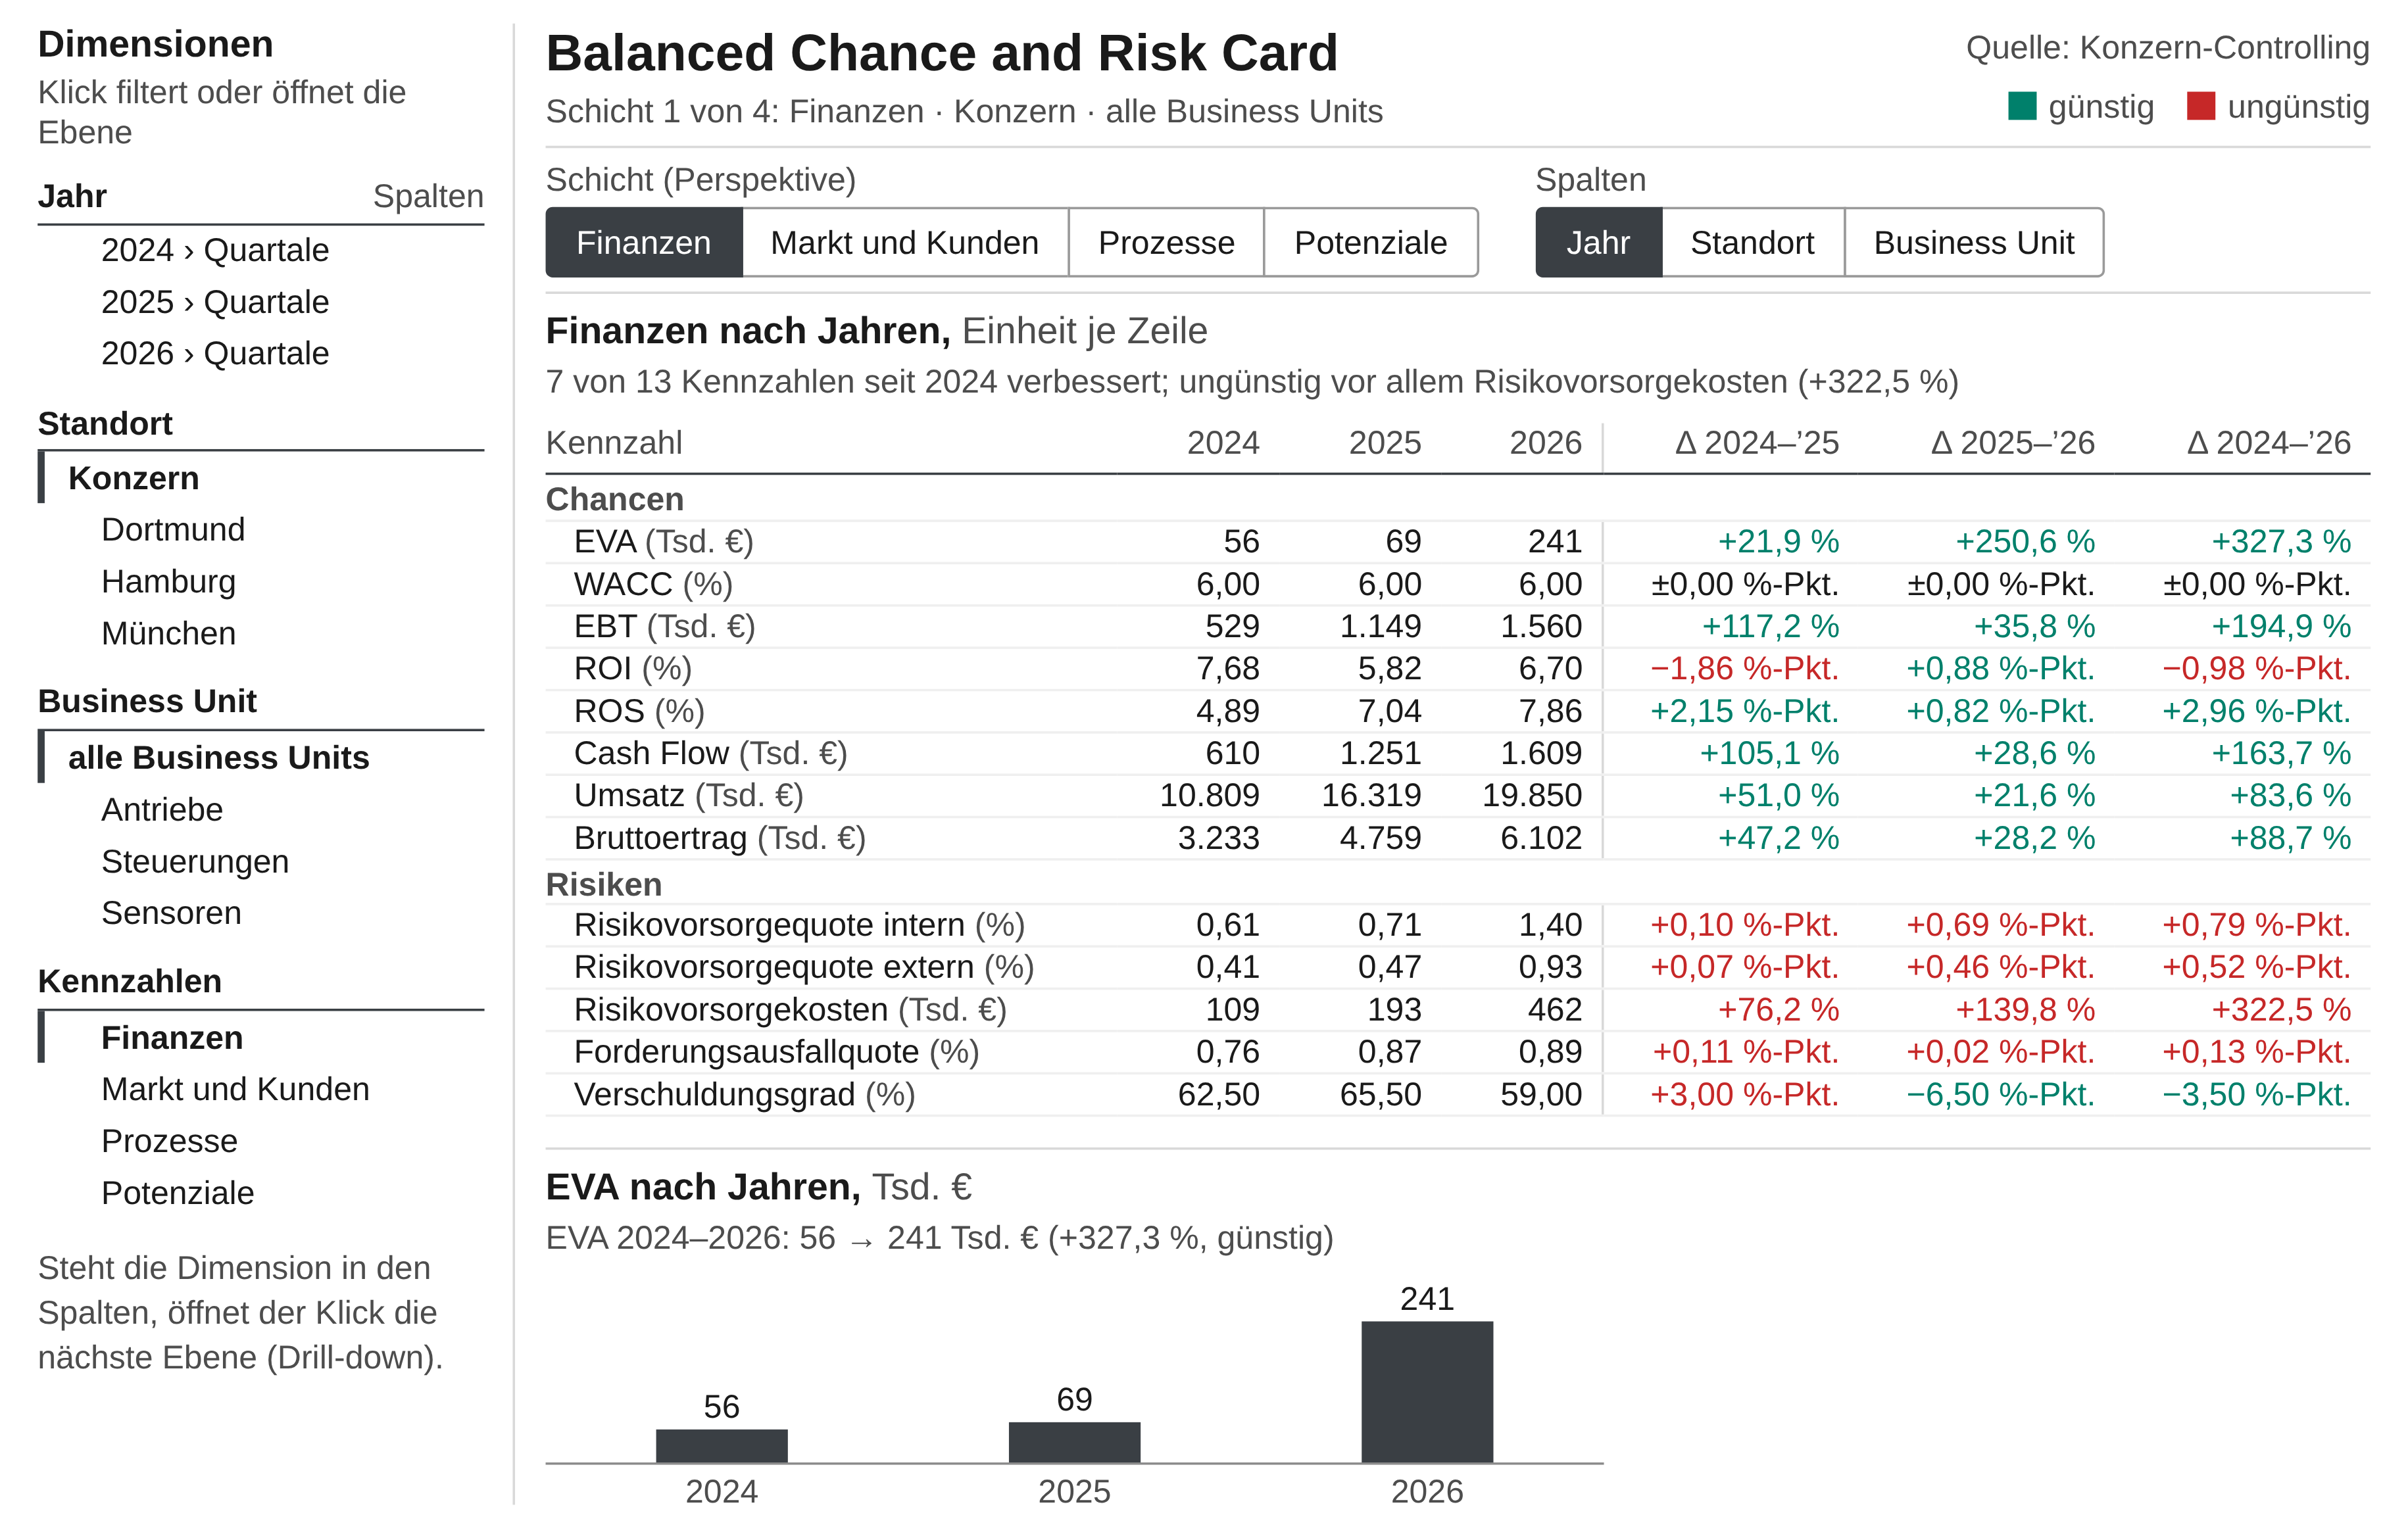 Dimensionen
Klick filtert oder öffnet die
Ebene
Jahr Spalten
2024 › Quartale
2025 › Quartale
2026 › Quartale
Standort
Konzern
Dortmund
Hamburg
München
Business Unit
alle Business Units
Antriebe
Steuerungen
Sensoren
Kennzahlen
Finanzen
Markt und Kunden
Prozesse
Potenziale
Steht die Dimension in den
Spalten, öffnet der Klick die
nächste Ebene (Drill-down).
Balanced Chance and Risk Card
Schicht 1 von 4: Finanzen · Konzern · alle Business Units
Quelle: Konzern-Controlling
günstig ungünstig
Schicht (Perspektive) Spalten
Finanzen Markt und Kunden Prozesse Potenziale Jahr Standort Business Unit
Finanzen nach Jahren, Einheit je Zeile
7 von 13 Kennzahlen seit 2024 verbessert; ungünstig vor allem Risikovorsorgekosten (+322,5 %)
Kennzahl 2024 2025 2026 Δ 2024–’25 Δ 2025–’26 Δ 2024–’26
Chancen
EVA (Tsd. €) 56 69 241 +21,9 % +250,6 % +327,3 %
WACC (%) 6,00 6,00 6,00 ±0,00 %-Pkt. ±0,00 %-Pkt. ±0,00 %-Pkt.
EBT (Tsd. €) 529 1.149 1.560 +117,2 % +35,8 % +194,9 %
ROI (%) 7,68 5,82 6,70 −1,86 %-Pkt. +0,88 %-Pkt. −0,98 %-Pkt.
ROS (%) 4,89 7,04 7,86 +2,15 %-Pkt. +0,82 %-Pkt. +2,96 %-Pkt.
Cash Flow (Tsd. €) 610 1.251 1.609 +105,1 % +28,6 % +163,7 %
Umsatz (Tsd. €) 10.809 16.319 19.850 +51,0 % +21,6 % +83,6 %
Bruttoertrag (Tsd. €) 3.233 4.759 6.102 +47,2 % +28,2 % +88,7 %
Risiken
Risikovorsorgequote intern (%) 0,61 0,71 1,40 +0,10 %-Pkt. +0,69 %-Pkt. +0,79 %-Pkt.
Risikovorsorgequote extern (%) 0,41 0,47 0,93 +0,07 %-Pkt. +0,46 %-Pkt. +0,52 %-Pkt.
Risikovorsorgekosten (Tsd. €) 109 193 462 +76,2 % +139,8 % +322,5 %
Forderungsausfallquote (%) 0,76 0,87 0,89 +0,11 %-Pkt. +0,02 %-Pkt. +0,13 %-Pkt.
Verschuldungsgrad (%) 62,50 65,50 59,00 +3,00 %-Pkt. −6,50 %-Pkt. −3,50 %-Pkt.
EVA nach Jahren, Tsd. €
EVA 2024–2026: 56 → 241 Tsd. € (+327,3 %, günstig)
56 69 241
2024 2025 2026